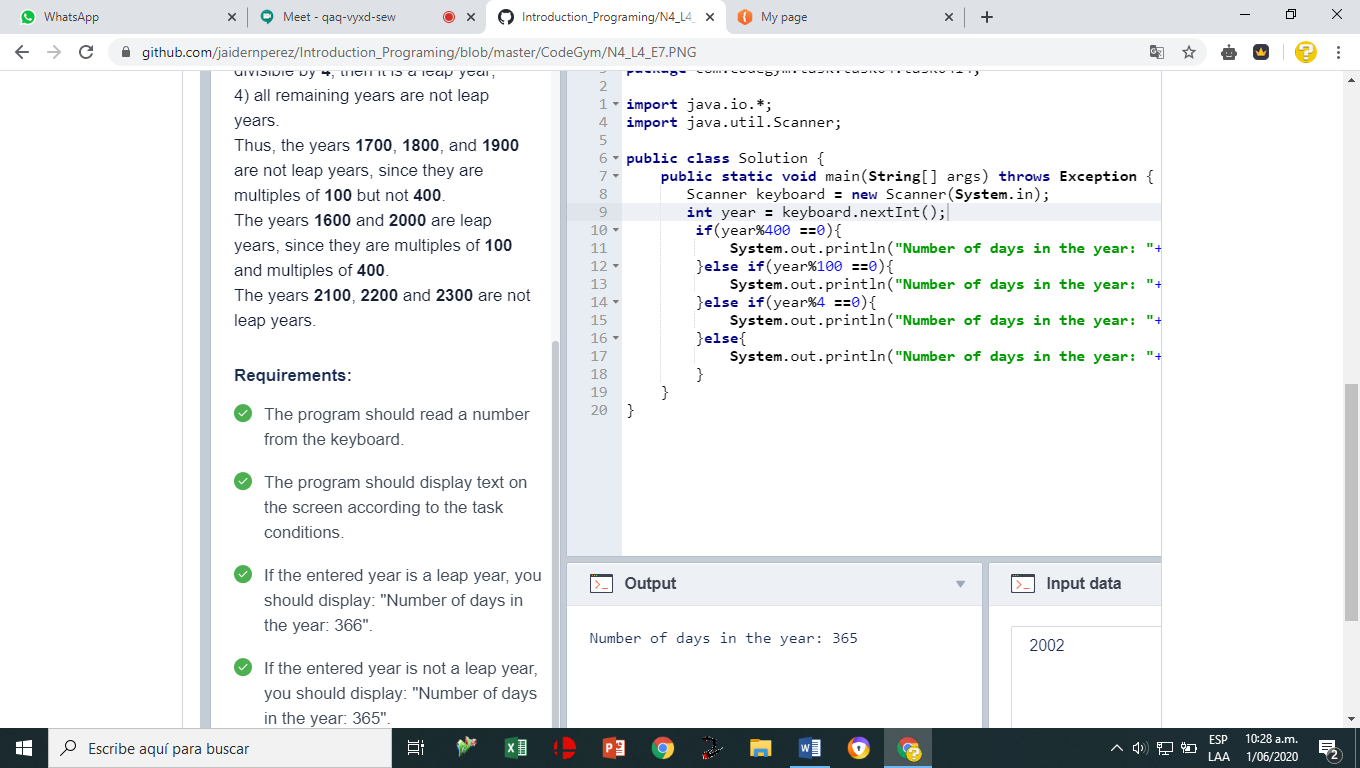 WhatsApp
Meet - qaq-vyxd-sew
Introduction_Programing/N4_L4_
My page
github.com/jaidernperez/Introduction_Programing/blob/master/CodeGym/N4_L4_E7.PNG
divisible by 4, then it is a leap year;
4) all remaining years are not leap
years.
Thus, the years 1700, 1800, and 1900
are not leap years, since they are
multiples of 100 but not 400.
The years 1600 and 2000 are leap
years, since they are multiples of 100
and multiples of 400.
The years 2100, 2200 and 2300 are not
leap years.
Requirements:
The program should read a number
from the keyboard.
The program should display text on
the screen according to the task
conditions.
If the entered year is a leap year, you
should display: "Number of days in
the year: 366".
If the entered year is not a leap year,
you should display: "Number of days
in the year: 365".
2
1 import java.io.*;
4 import java.util.Scanner;
5
6 public class Solution {
7 public static void main(String[] args) throws Exception {
8 Scanner keyboard = new Scanner(System.in);
9 int year = keyboard.nextInt();
10 if(year%400 ==0){
11 System.out.println("Number of days in the year: "+
12 }else if(year%100 ==0){
13 System.out.println("Number of days in the year: "+
14 }else if(year%4 ==0){
15 System.out.println("Number of days in the year: "+
16 }else{
17 System.out.println("Number of days in the year: "+
18 }
19 }
20 }
Output
Number of days in the year: 365
Input data
2002
Escribe aquí para buscar
ESP
LAA
10:28 a.m.
1/06/2020
2